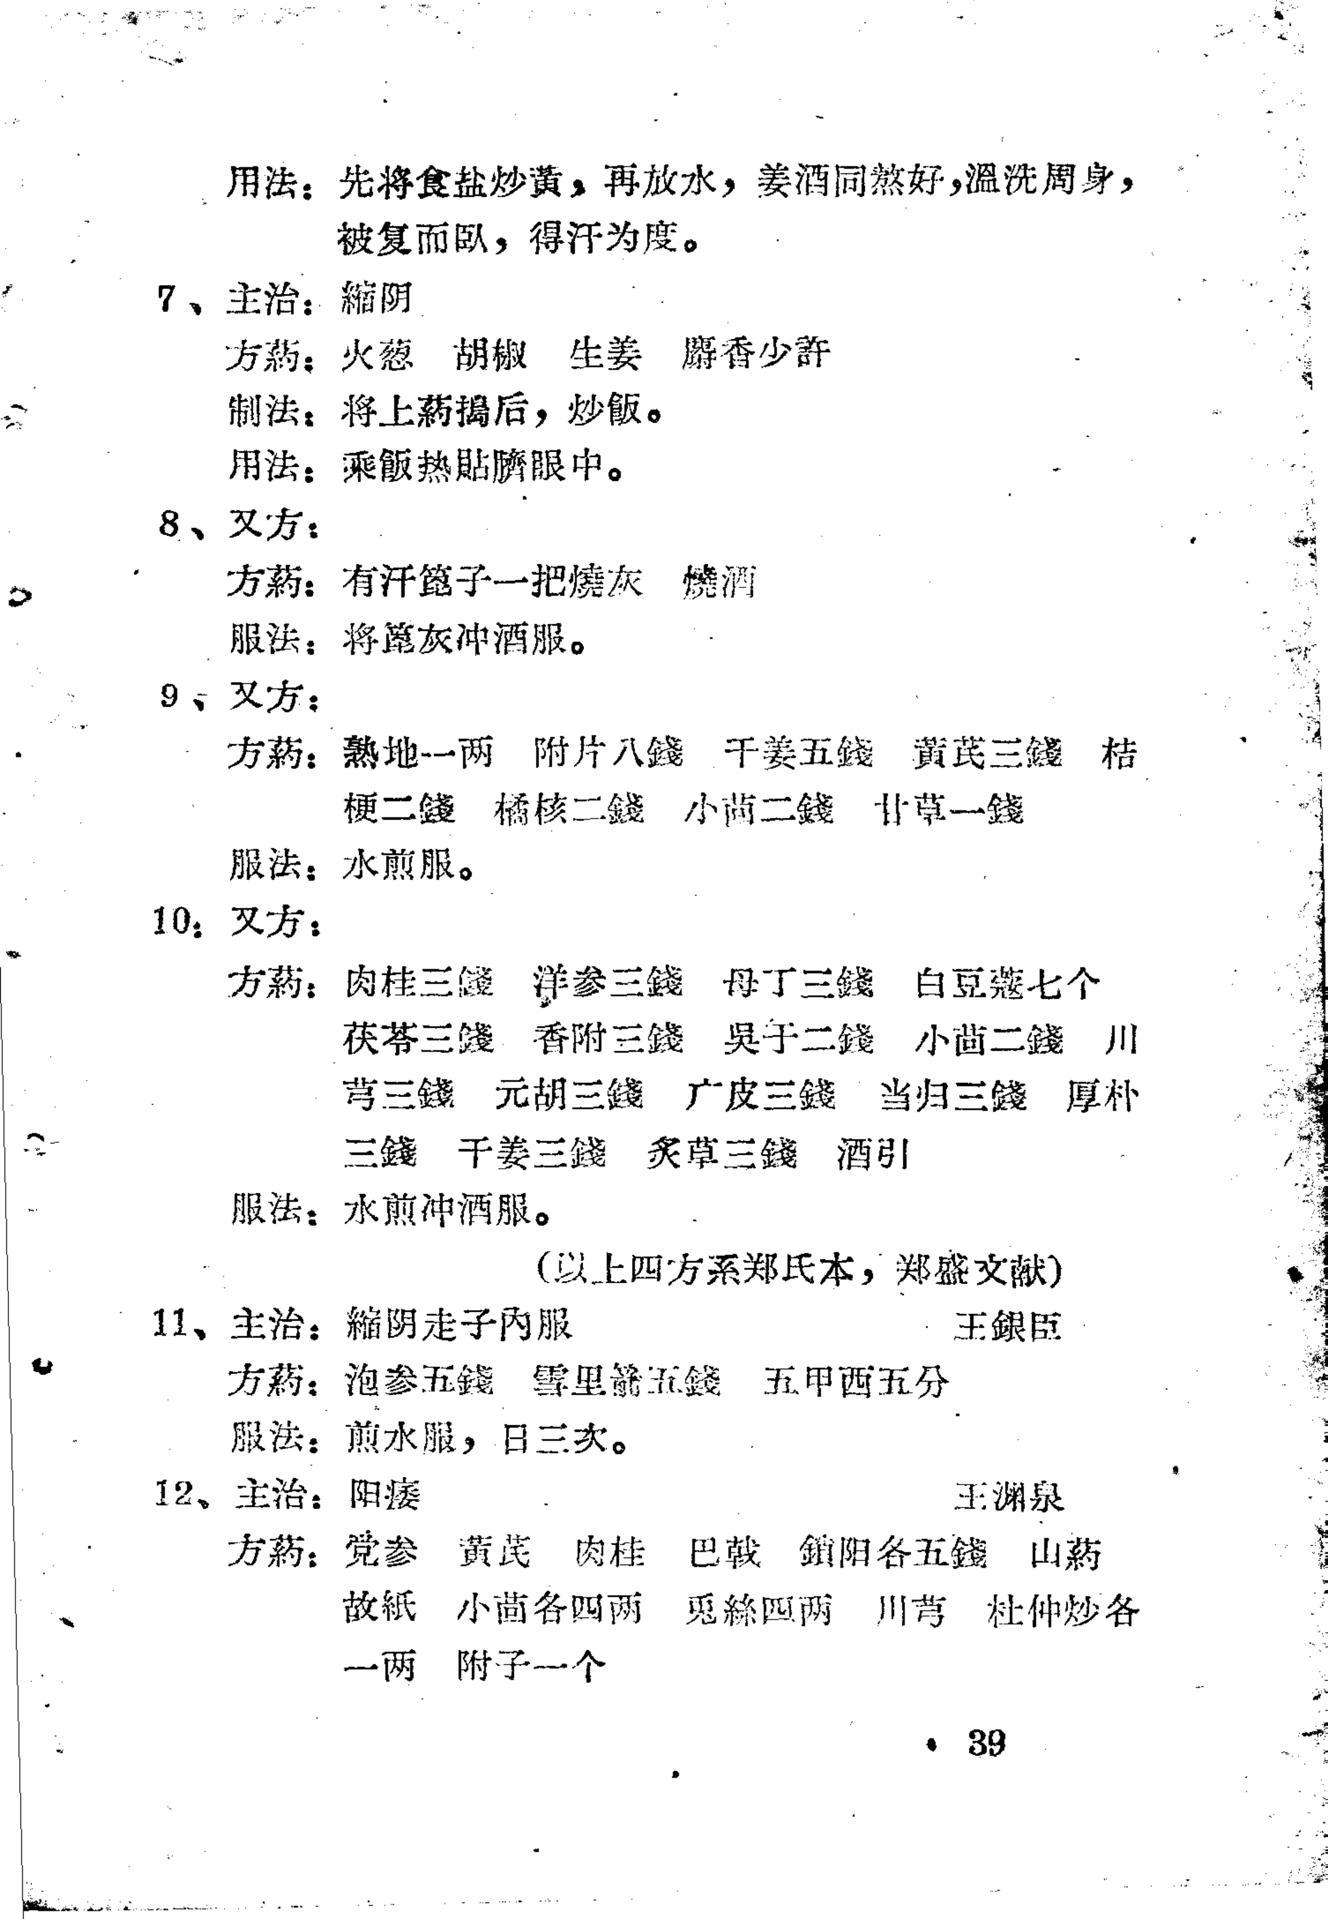 用法：先将食盐炒黃，再放水，姜酒同熬好，溫洗周身，
被复而臥，得汗为度。
7、主治：縮阴
方葯：火葱　胡椒　生姜　麝香少許
制法：将上葯搗后，炒飯。
用法：乘飯热貼臍眼中。
8、又方：
方葯：有汗篦子一把燒灰　燒酒
服法：将篦灰冲酒服。
9、又方：
方葯：熟地一两　附片八錢　干姜五錢　黃芪三錢　桔
梗二錢　橘核二錢　小茴二錢　甘草一錢
服法：水煎服。
10：又方：
方葯：肉桂三錢　洋参三錢　母丁三錢　白豆蔻七个
茯苓三錢　香附三錢　吳于二錢　小茴二錢　川
芎三錢　元胡三錢　广皮三錢　当归三錢　厚朴
三錢　干姜三錢　炙草三錢　酒引
服法：水煎冲酒服。
（以上四方系郑氏本，郑盛文献）
11、主治：縮阴走子內服　王銀臣
方葯：泡参五錢　雪里箭五錢　五甲西五分
服法：煎水服，日三次。
12、主治：阳痿　王渊泉
方葯：党参　黃芪　肉桂　巴戟　鎖阳各五錢　山葯
故紙　小茴各四两　兎絲四两　川芎　杜仲炒各
一两　附子一个
39